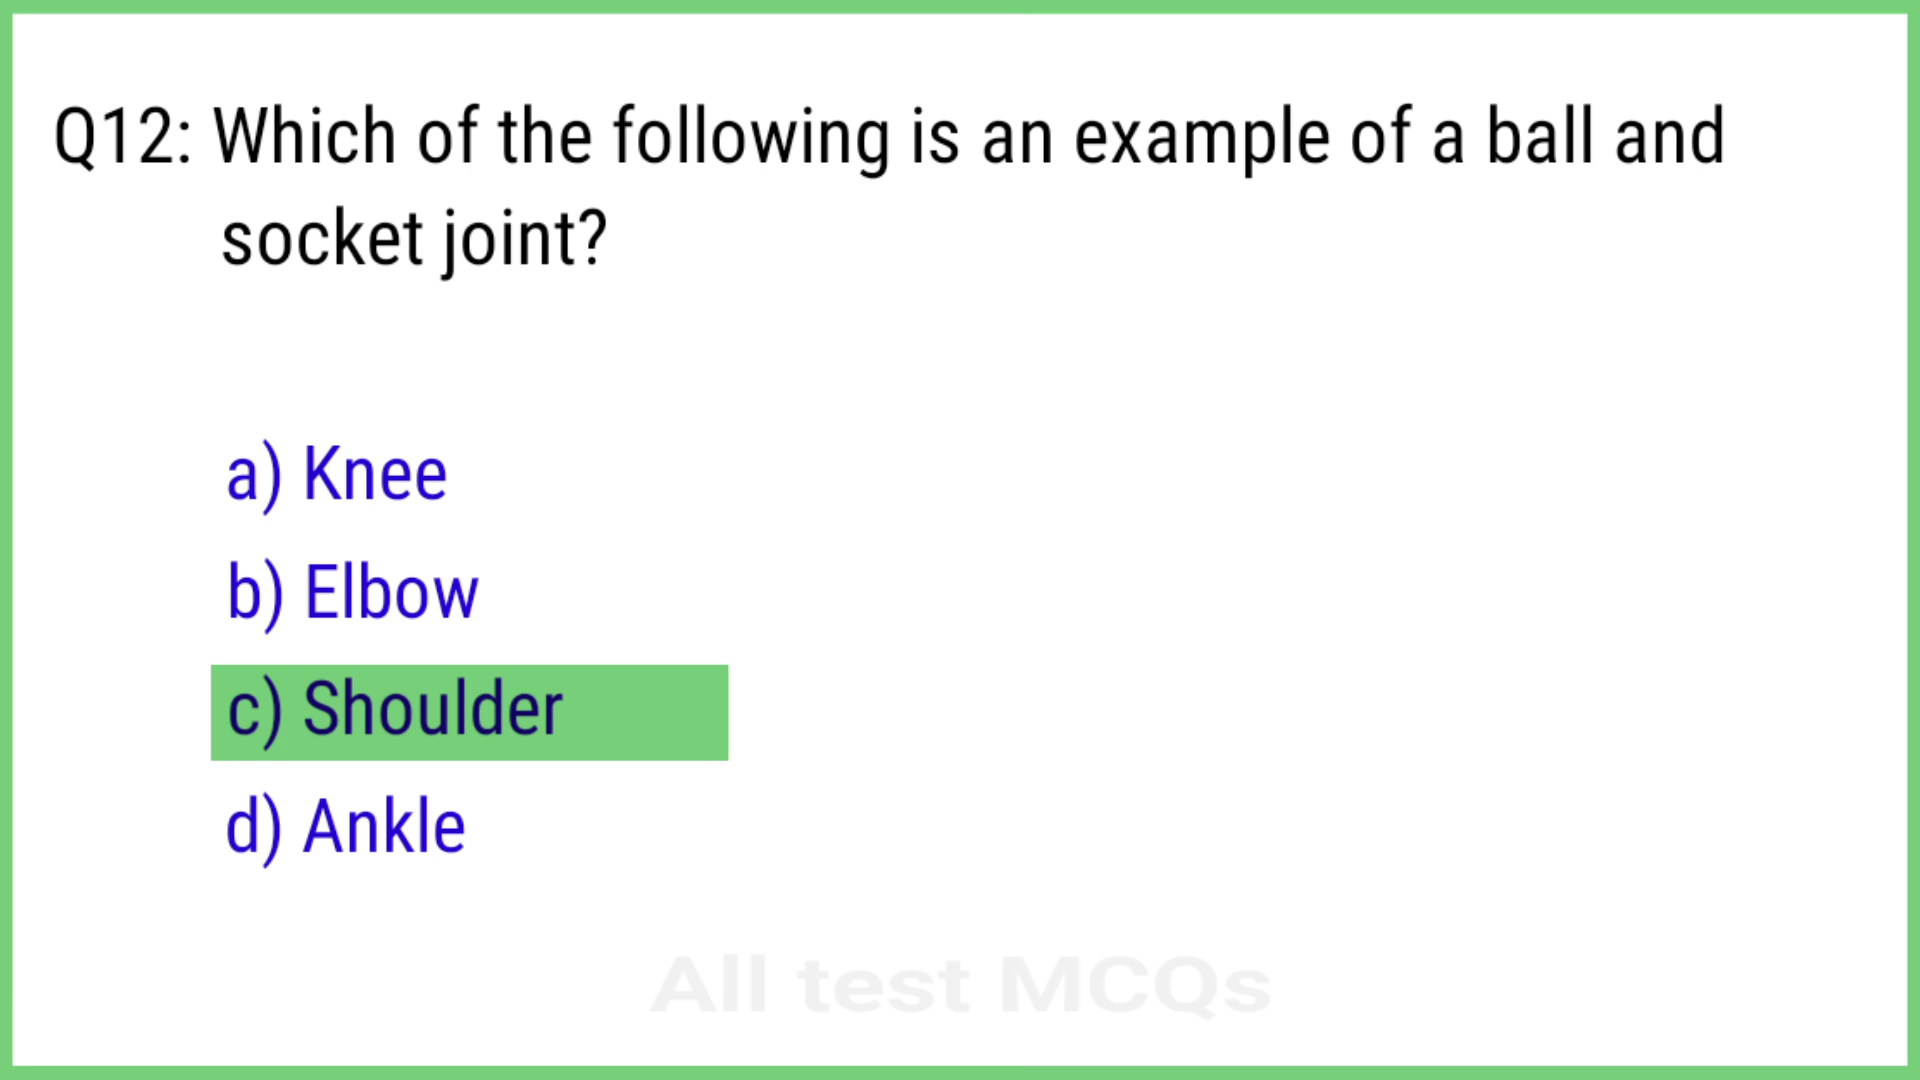 Q12: Which of the following is an example of a ball and
socket joint?
a) Knee
b) Elbow
c) Shoulder
d) Ankle
All test MCQs